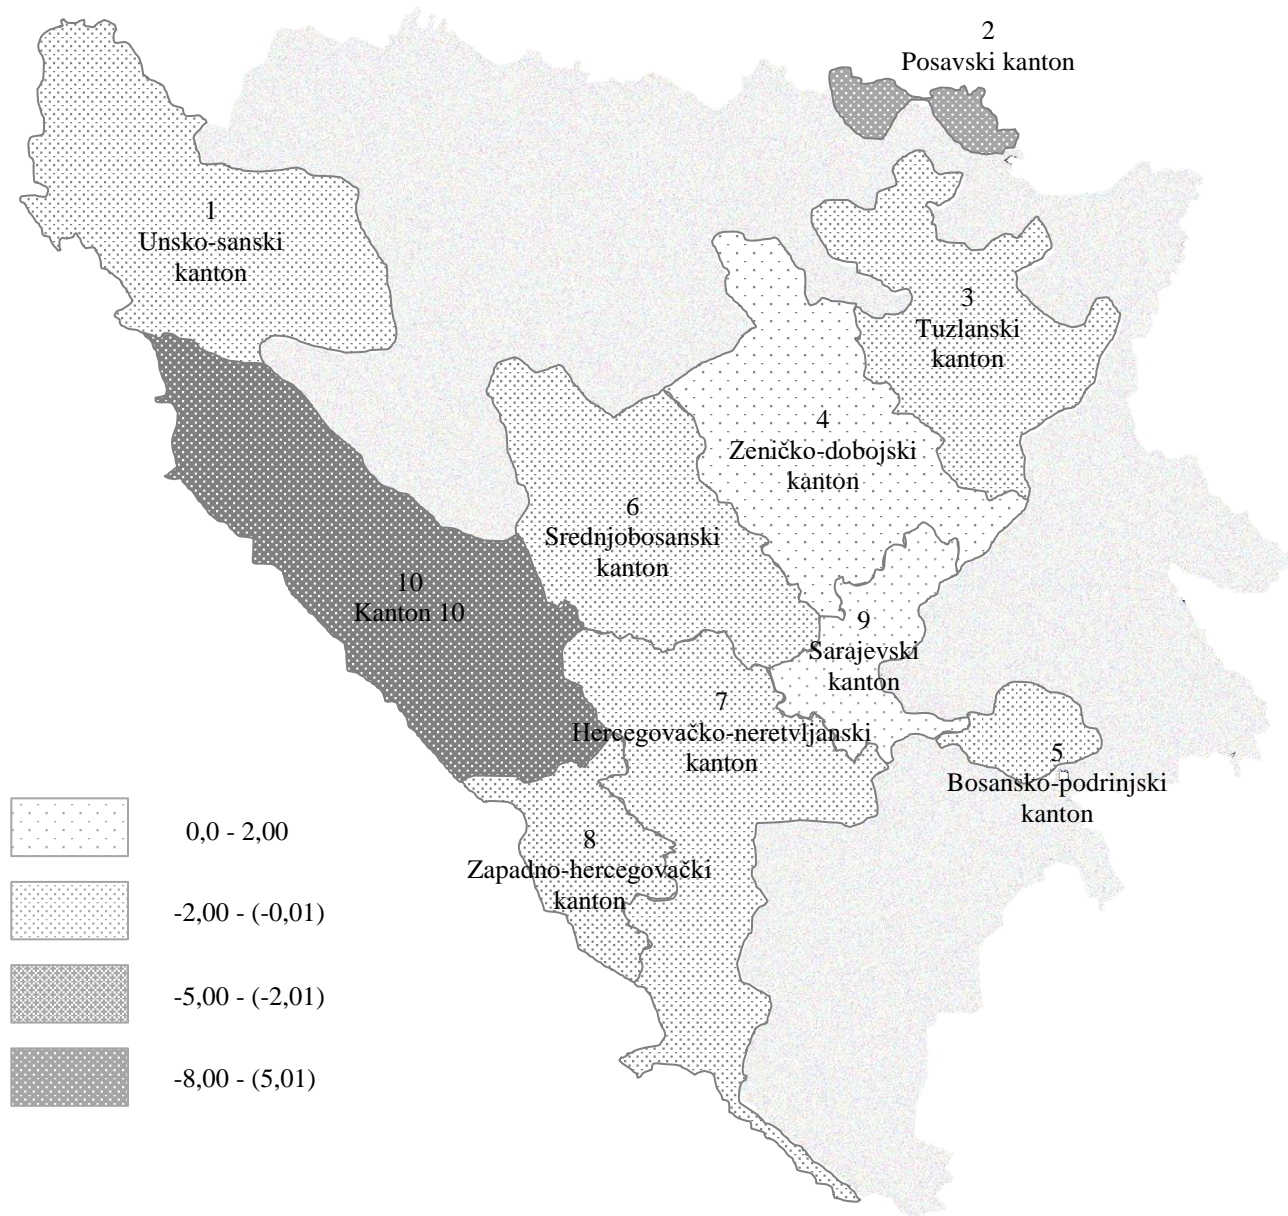 2
Posavski kanton
1
Unsko-sanski
kanton
3
Tuzlanski
kanton
4
Zeničko-dobojski
kanton
6
Srednjobosanski
kanton
10
Kanton 10
9
Sarajevski
kanton
7
Hercegovačko-neretvljanski
kanton
5
Bosansko-podrinjski
kanton
8
Zapadno-hercegovački
kanton
0,0 - 2,00
-2,00 - (-0,01)
-5,00 - (-2,01)
-8,00 - (5,01)